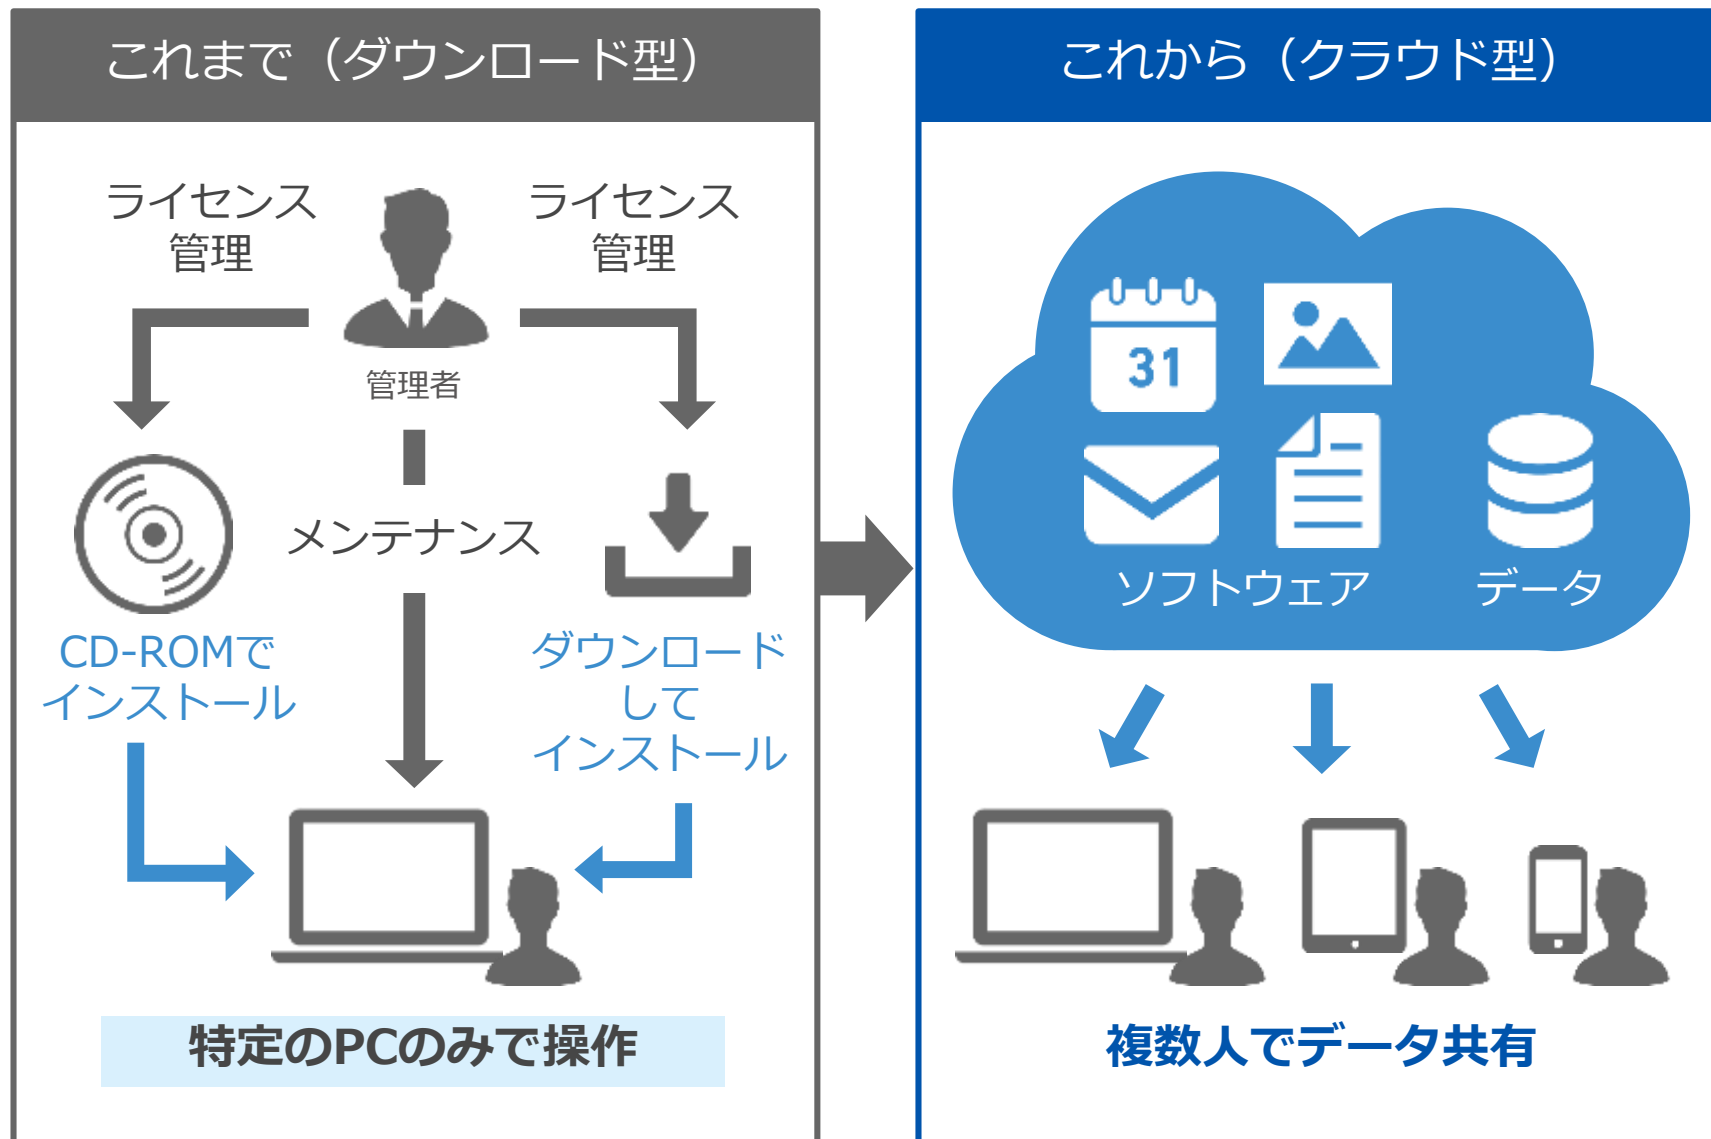 これまで（ダウンロード型）
ライセンス
管理
ライセンス
管理
管理者
メンテナンス
CD-ROMで
インストール
ダウンロード
して
インストール
特定のPCのみで操作
これから（クラウド型）
31
ソフトウェア
データ
複数人でデータ共有